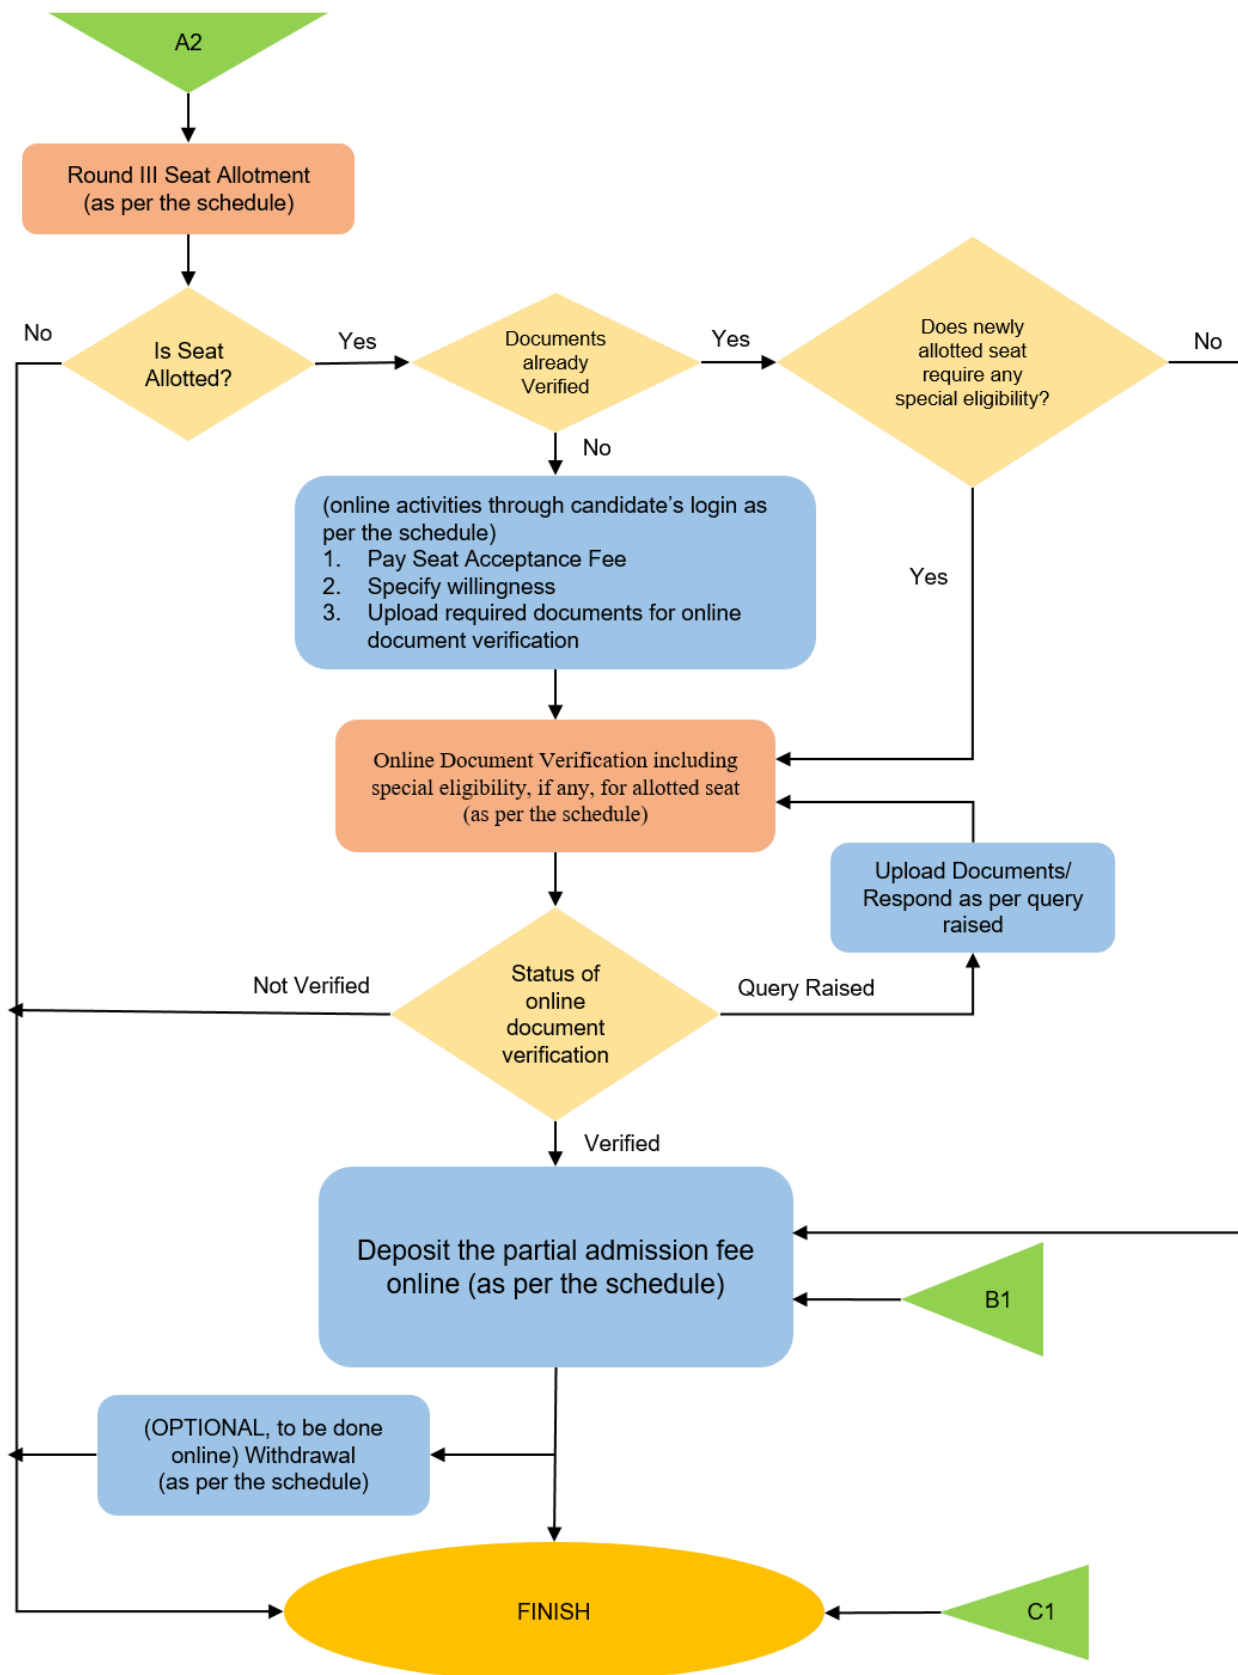 A2
Round III Seat Allotment
(as per the schedule)
No
Is Seat
Allotted?
Yes
Documents
already
Verified
Yes
Does newly
allotted seat
require any
special eligibility?
No
No
(online activities through candidate’s login as
per the schedule)
1. Pay Seat Acceptance Fee
2. Specify willingness
3. Upload required documents for online
document verification
Yes
Online Document Verification including
special eligibility, if any, for allotted seat
(as per the schedule)
Upload Documents/
Respond as per query
raised
Not Verified
Status of
online
document
verification
Query Raised
Verified
Deposit the partial admission fee
online (as per the schedule)
B1
(OPTIONAL, to be done
online) Withdrawal
(as per the schedule)
FINISH
C1